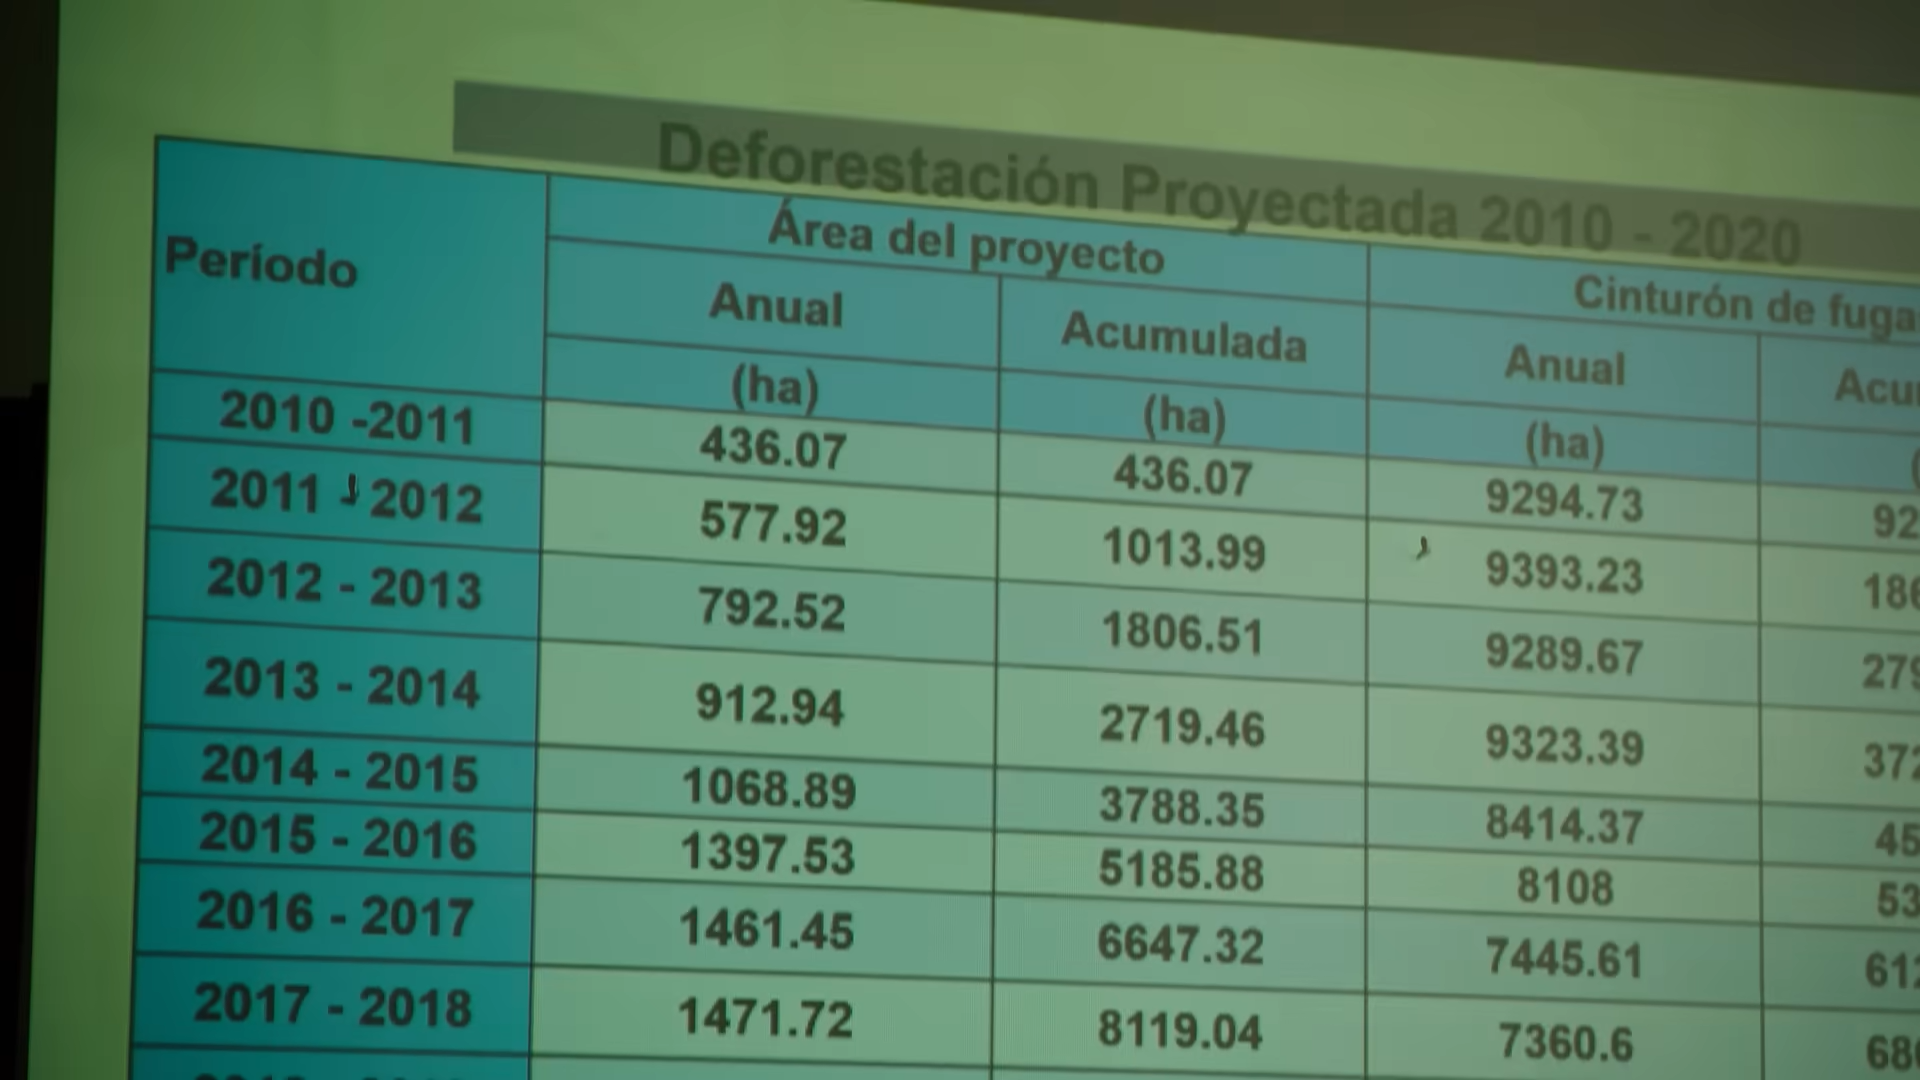 Deforestación Proyectada 2010 - 2020
Período Área del proyecto Cinturón de fuga
Anual Acumulada Anual
(ha) (ha) (ha)
2010 -2011 436.07 436.07 9294.73
2011 - 2012 577.92 1013.99 9393.23
2012 - 2013 792.52 1806.51 9289.67
2013 - 2014 912.94 2719.46 9323.39
2014 - 2015 1068.89 3788.35 8414.37
2015 - 2016 1397.53 5185.88 8108
2016 - 2017 1461.45 6647.32 7445.61
2017 - 2018 1471.72 8119.04 7360.6